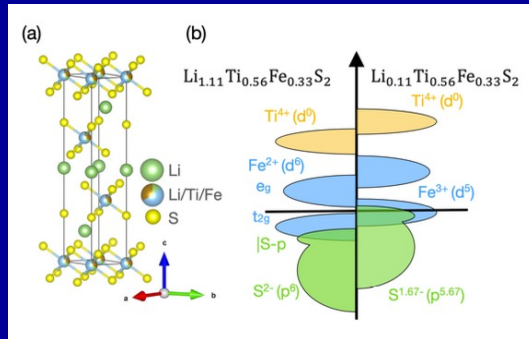 (a)
(b)
Li
Li/Ti/Fe
S
c
a
b
Li₁.₁₁Ti₀.₅₆Fe₀.₃₃S₂
Li₀.₁₁Ti₀.₅₆Fe₀.₃₃S₂
Ti⁴⁺ (d⁰)
Ti⁴⁺ (d⁰)
Fe²⁺ (d⁶)
e_g
Fe³⁺ (d⁵)
t₂g
|S-p
S²⁻ (p⁶)
S¹·⁶⁷⁻ (p⁵·⁶⁷)